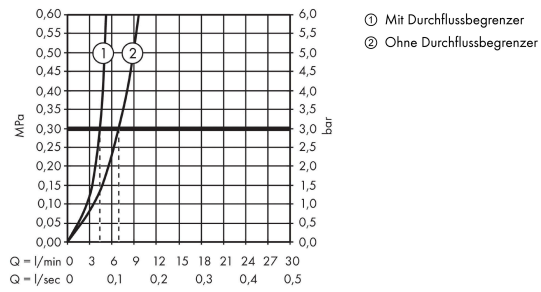 0,60 6,0
0,55 5,5
0,50 ① ② 5,0
0,45 4,5
0,40 4,0
0,35 3,5
MPa 0,30 3,0 bar
0,25 2,5
0,20 2,0
0,15 1,5
0,10 1,0
0,05 0,5
0,00 0,0
Q = l/min 0 3 6 9 12 15 18 21 24 27 30
Q = l/sec 0 0,1 0,2 0,3 0,4 0,5
① Mit Durchflussbegrenzer
② Ohne Durchflussbegrenzer